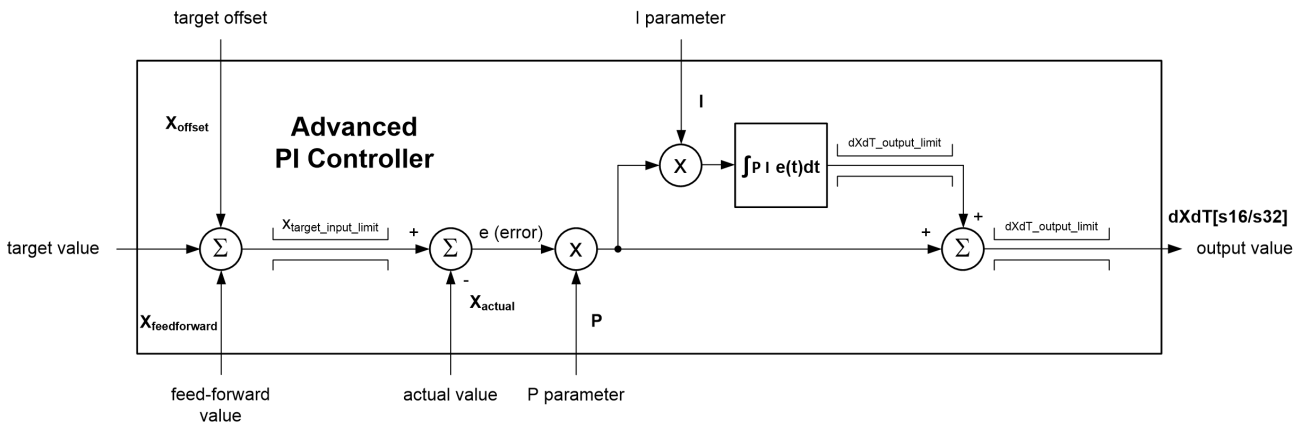 target offset
I parameter
Xoffset
Advanced
PI Controller
I
X
∫P I e(t)dt
dXdT_output_limit
dXdT[s16/s32]
target value
Σ
Xtarget_input_limit
+
Σ
e (error)
X
+
+
Σ
dXdT_output_limit
output value
-
Xactual
Xfeedforward
P
feed-forward
value
actual value
P parameter